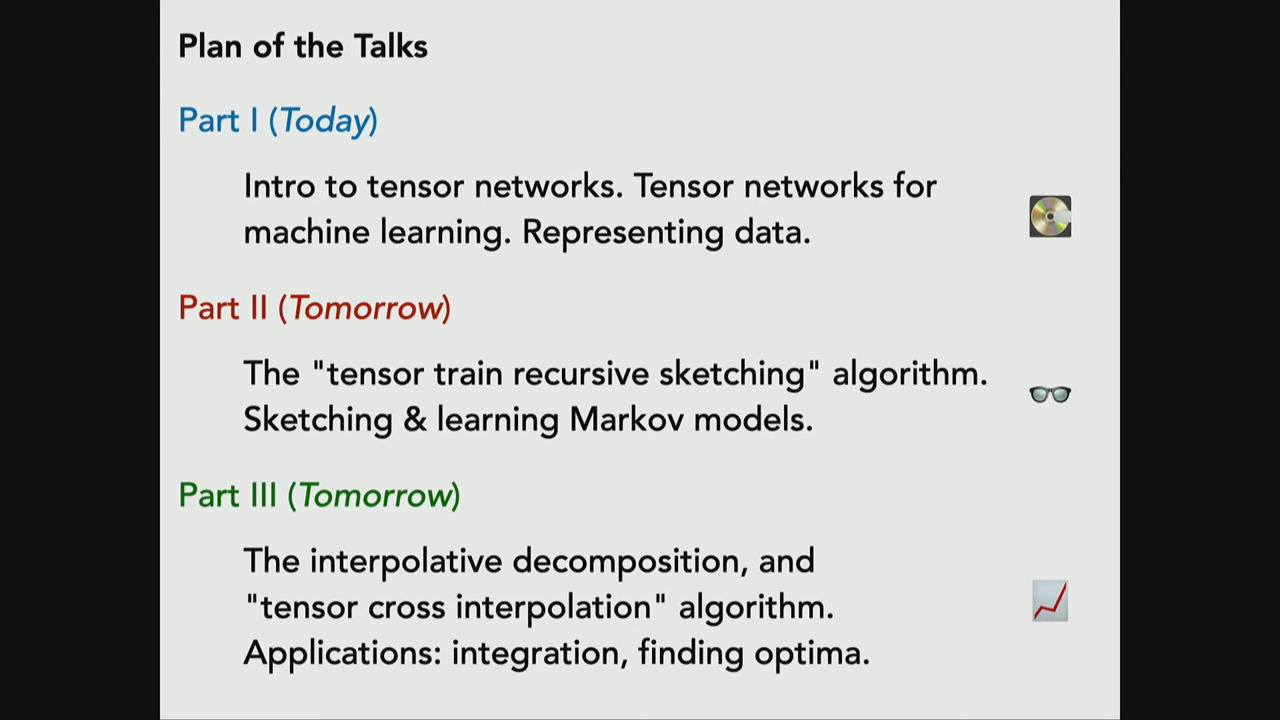 Plan of the Talks
Part I (Today)
Intro to tensor networks. Tensor networks for
machine learning. Representing data.
Part II (Tomorrow)
The "tensor train recursive sketching" algorithm.
Sketching & learning Markov models.
Part III (Tomorrow)
The interpolative decomposition, and
"tensor cross interpolation" algorithm.
Applications: integration, finding optima.